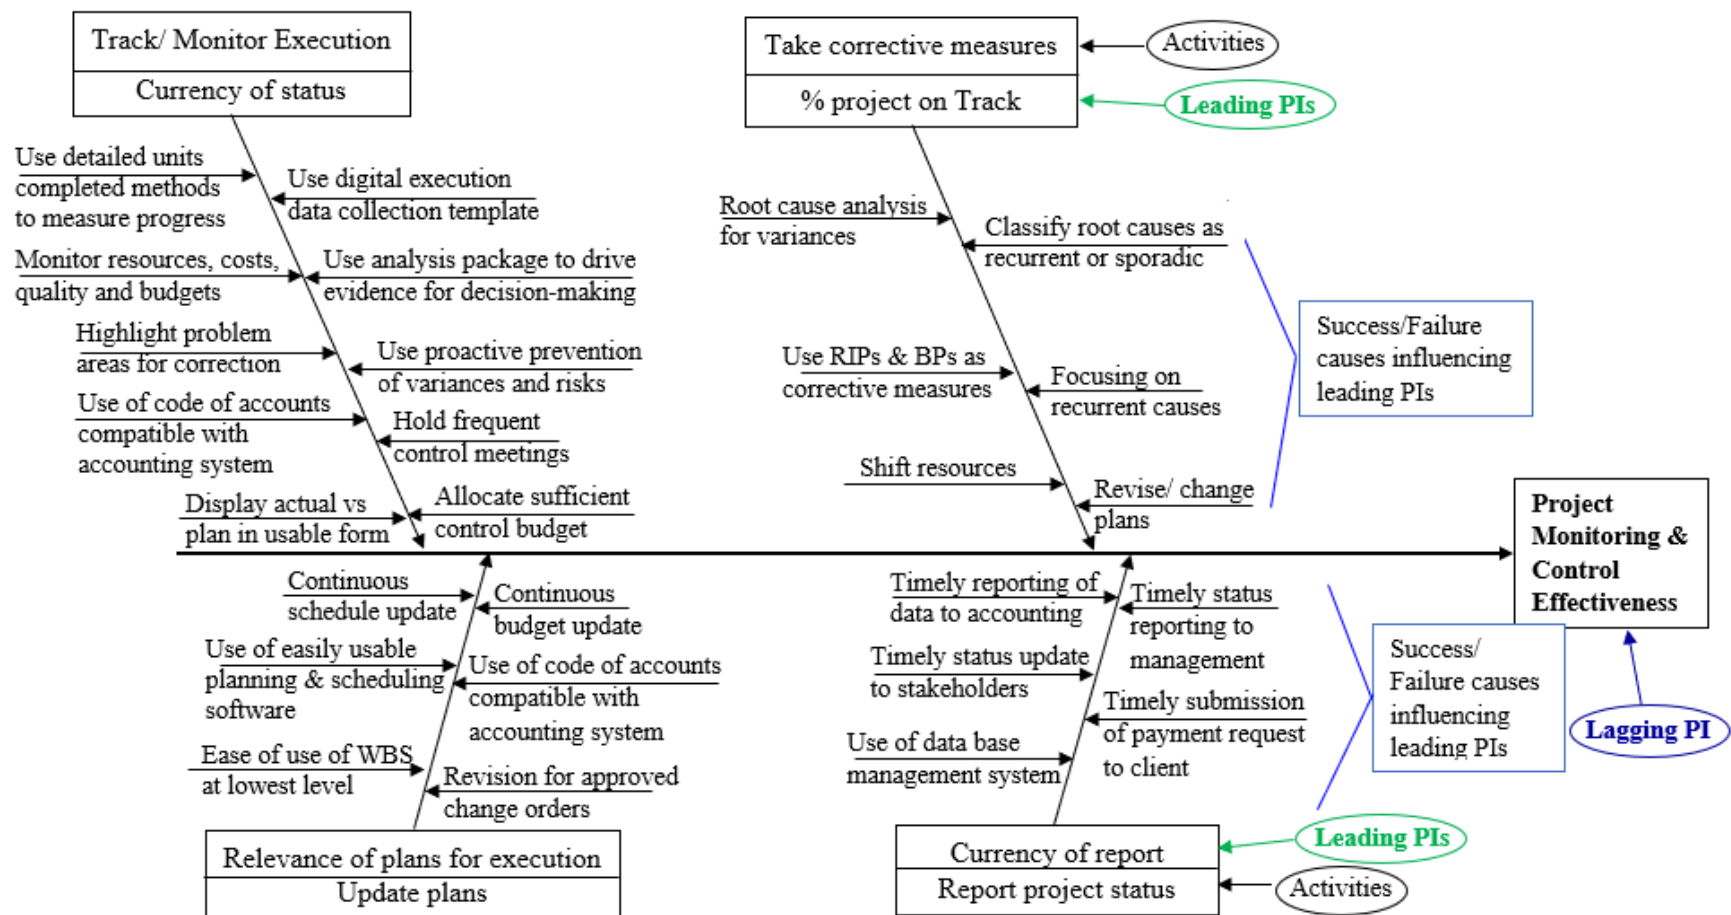 Track/ Monitor Execution
Currency of status
Take corrective measures
% project on Track
Activities
Leading PIs
Use detailed units
completed methods
to measure progress
Use digital execution
data collection template
Monitor resources, costs,
quality and budgets
Use analysis package to drive
evidence for decision-making
Highlight problem
areas for correction
Use proactive prevention
of variances and risks
Use of code of accounts
compatible with
accounting system
Hold frequent
control meetings
Display actual vs
plan in usable form
Allocate sufficient
control budget
Root cause analysis
for variances
Classify root causes as
recurrent or sporadic
Use RIPs & BPs as
corrective measures
Focusing on
recurrent causes
Shift resources
Revise/ change
plans
Success/Failure
causes influencing
leading PIs
Project
Monitoring &
Control
Effectiveness
Lagging PI
Continuous
schedule update
Continuous
budget update
Use of easily usable
planning & scheduling
software
Use of code of accounts
compatible with
accounting system
Ease of use of WBS
at lowest level
Revision for approved
change orders
Relevance of plans for execution
Update plans
Timely reporting of
data to accounting
Timely status
reporting to
management
Timely status update
to stakeholders
Timely submission
of payment request
to client
Use of data base
management system
Success/
Failure causes
influencing
leading PIs
Currency of report
Report project status
Leading PIs
Activities